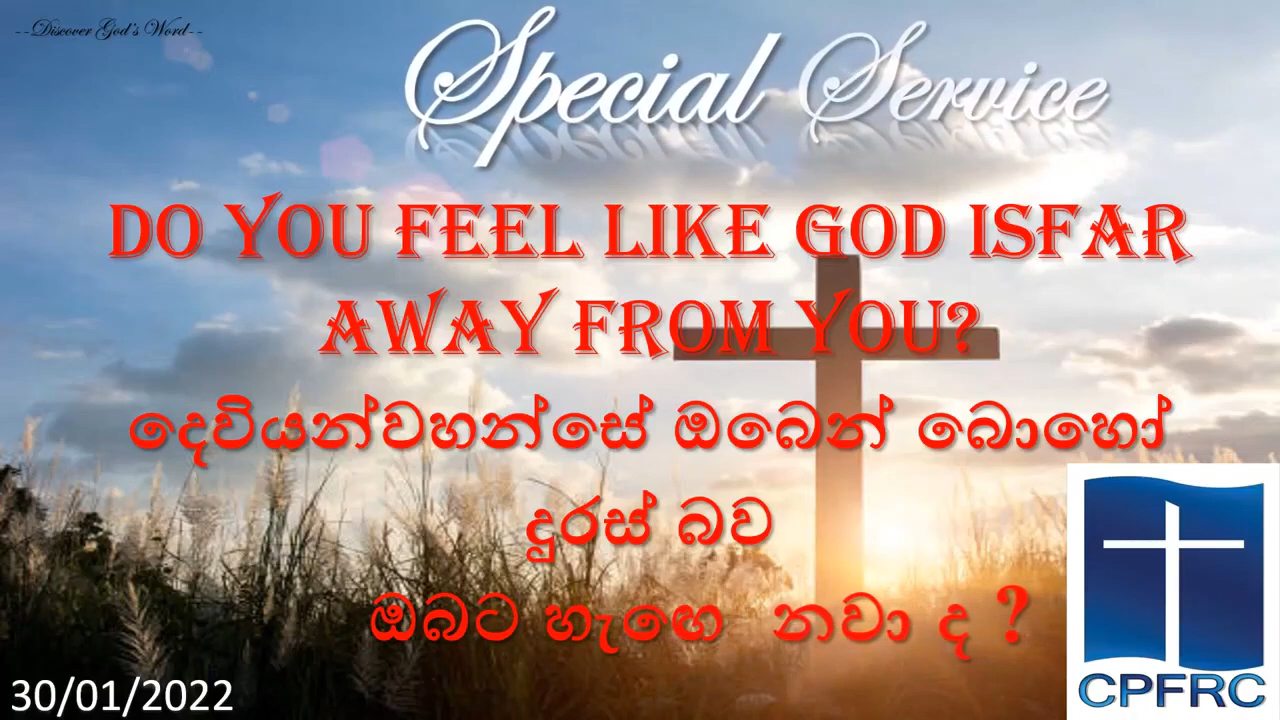 --Discover God's Word--
Special Service
DO YOU FEEL LIKE GOD ISFAR
AWAY FROM YOU?
දෙවියන්වහන්සේ ඔබෙන් බොහෝ
දුරස් බව
ඔබට හැඟෙ නවා ද ?
30/01/2022
CPFRC